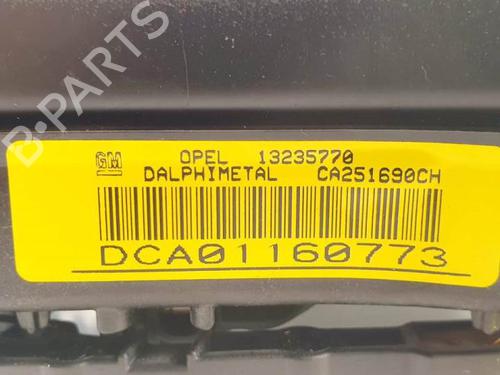 B-PARTS
GM OPEL 13235770
DALPHIMETAL CA251690CH
DCA01160773